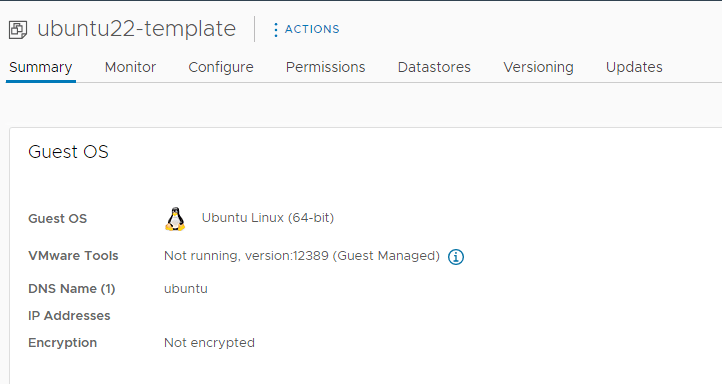 ubuntu22-template ACTIONS
Summary Monitor Configure Permissions Datastores Versioning Updates
Guest OS
Guest OS Ubuntu Linux (64-bit)
VMware Tools Not running, version:12389 (Guest Managed)
DNS Name (1) ubuntu
IP Addresses
Encryption Not encrypted